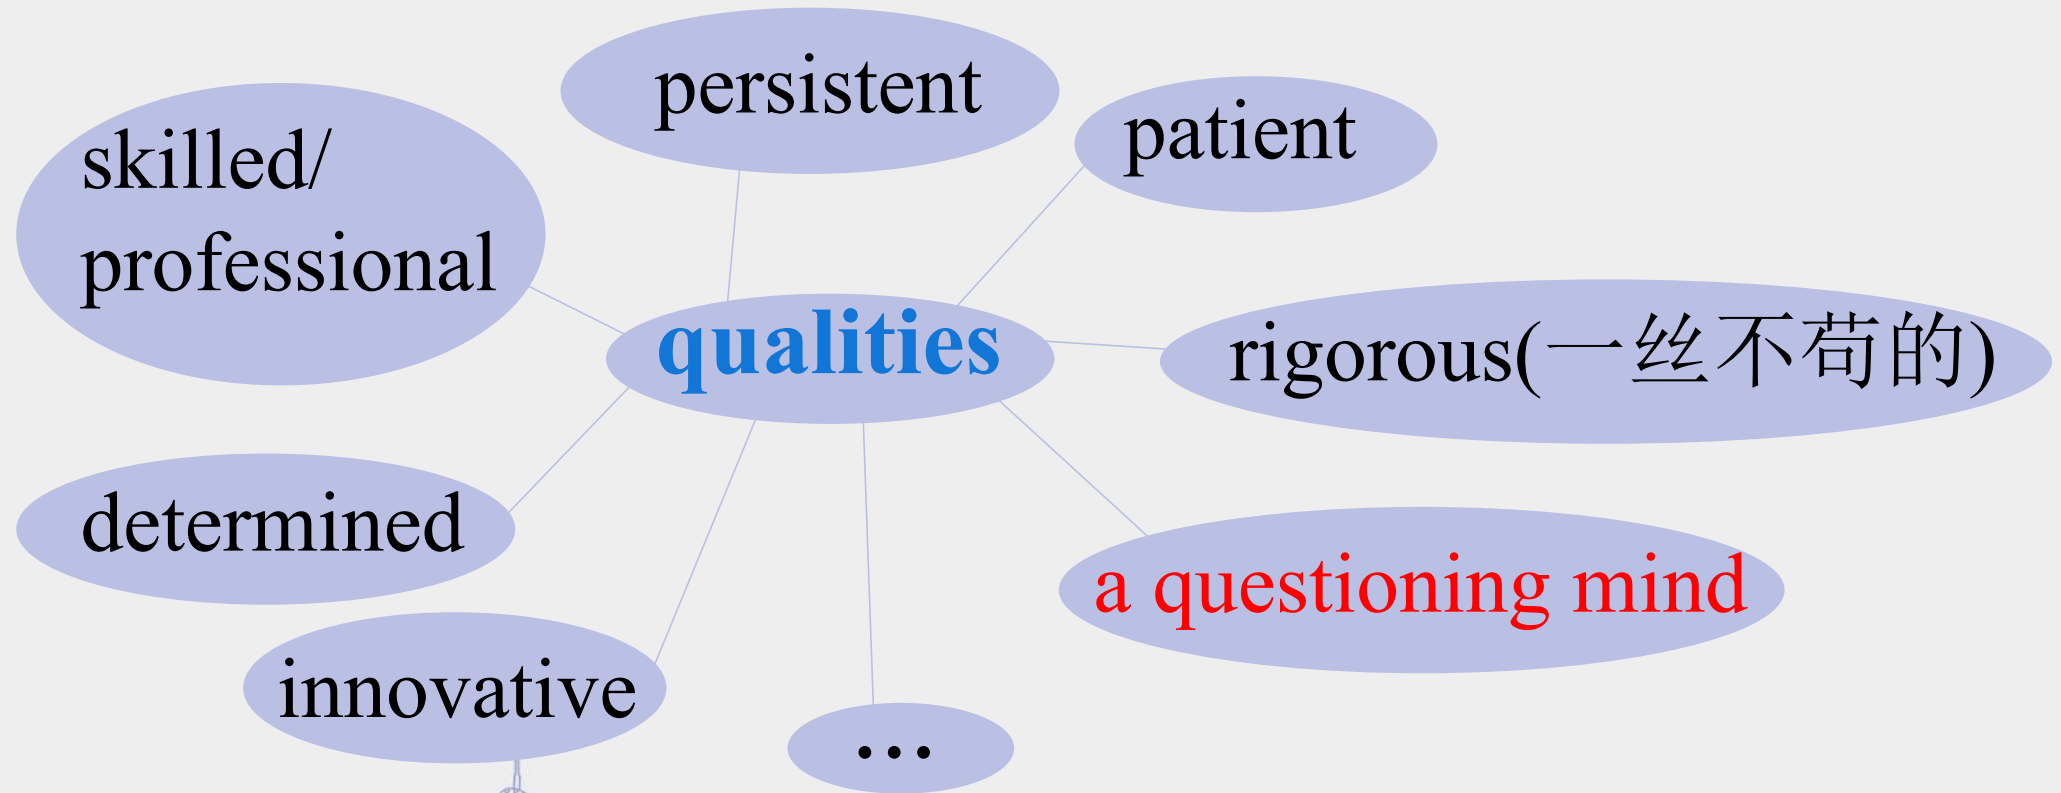 persistent
patient
skilled/
professional
qualities
rigorous(一丝不苟的)
determined
a questioning mind
innovative
...